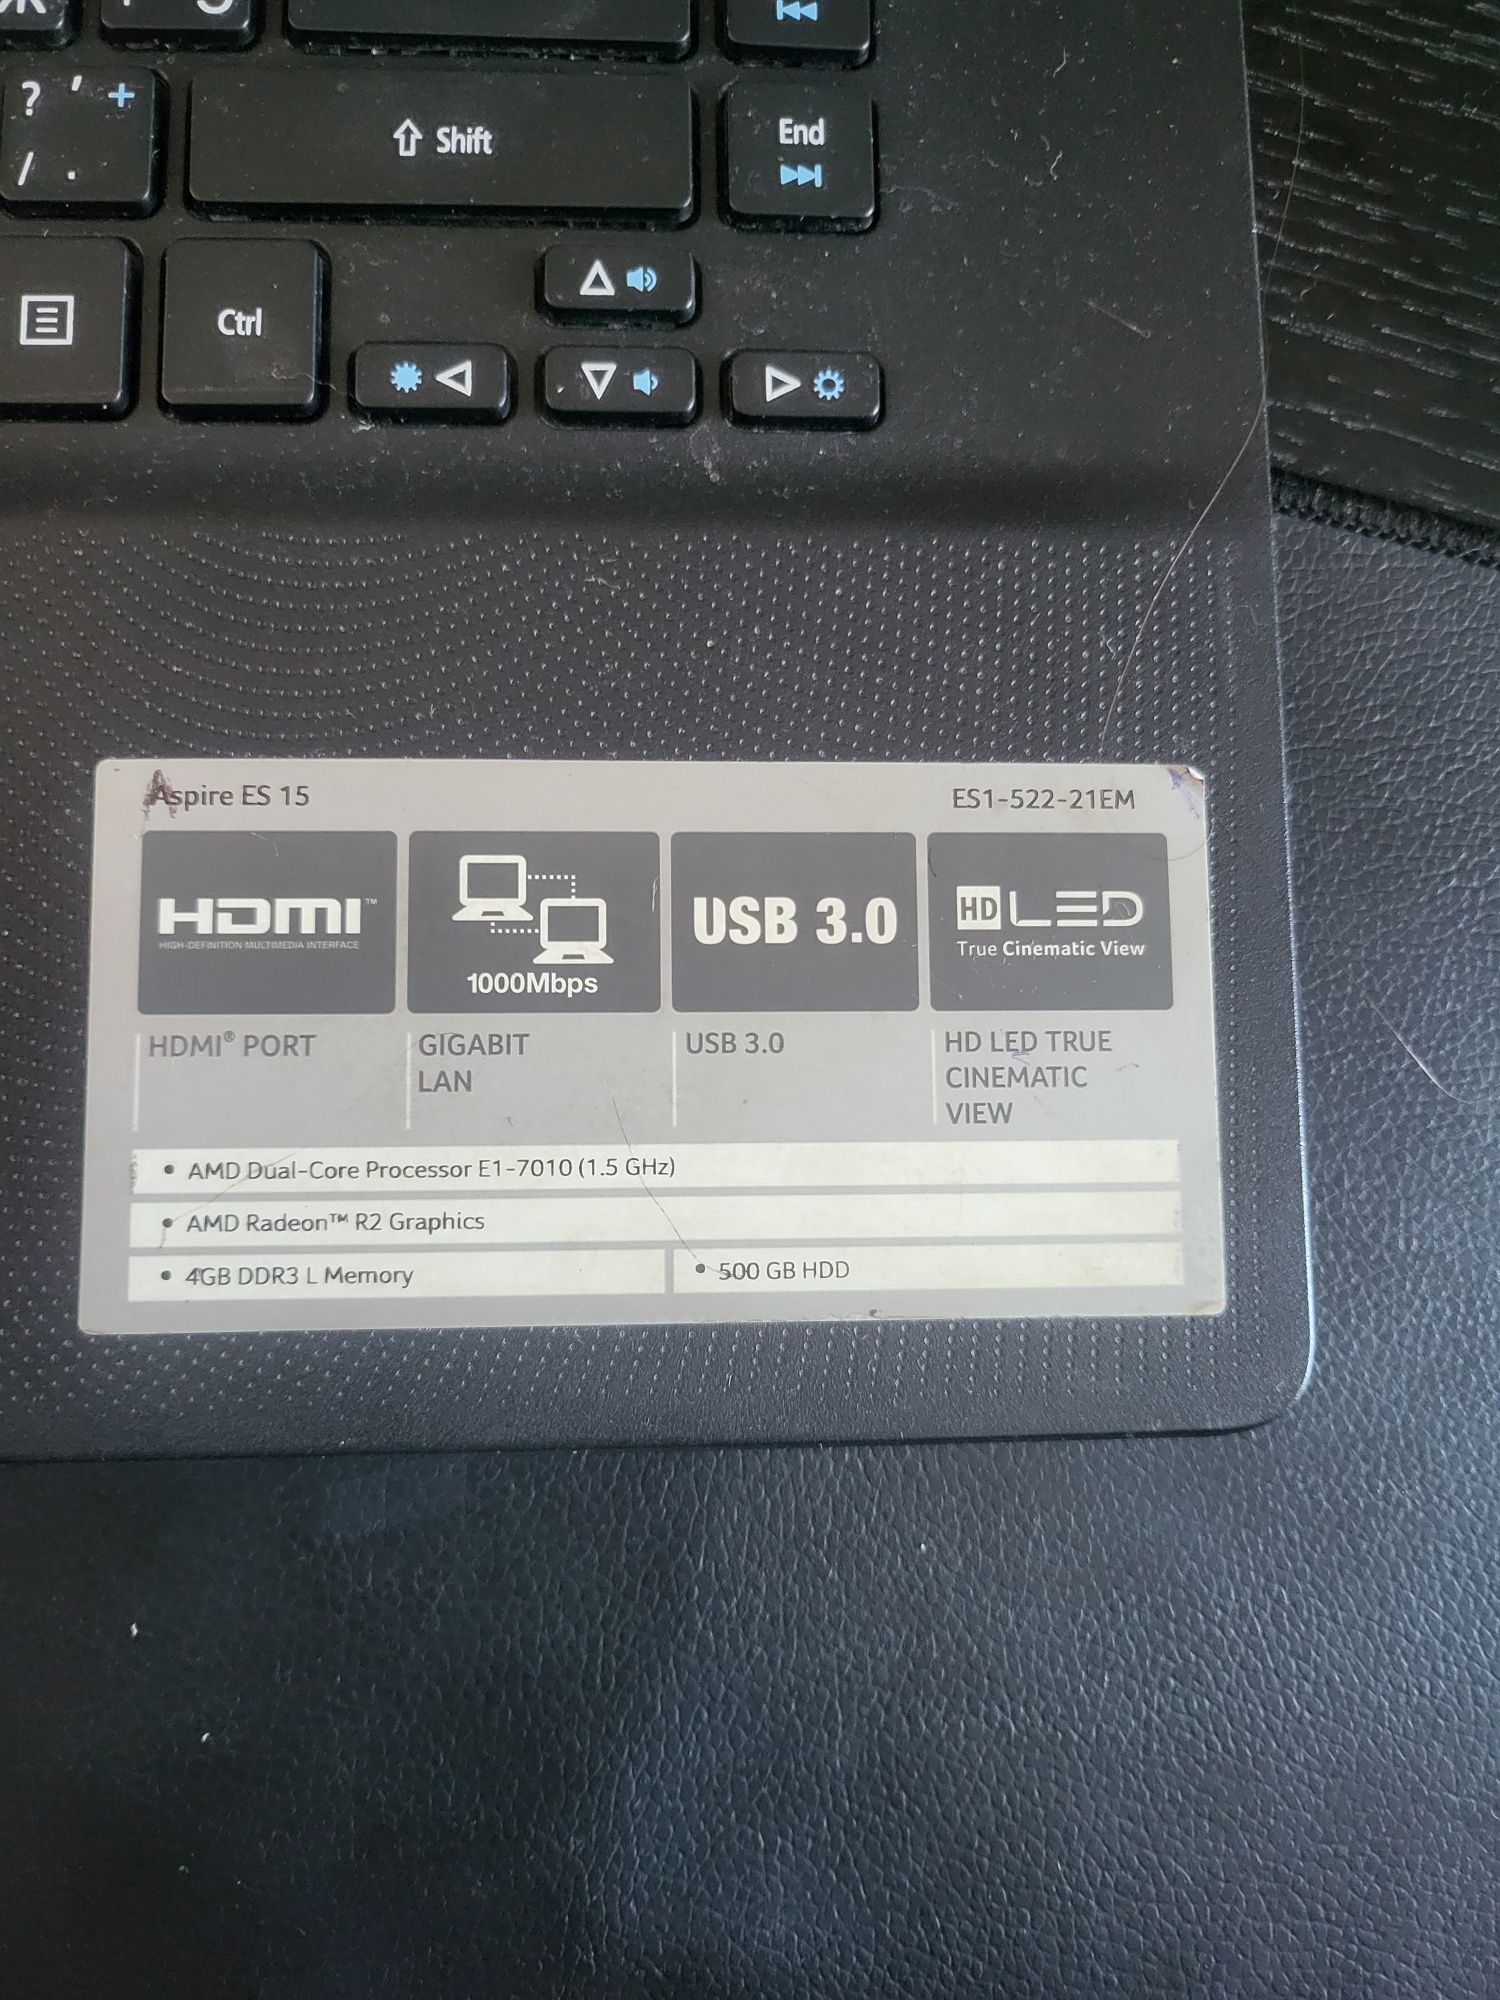 ? ' +
/ .
Shift
End
Ctrl
Aspire ES 15
ES1-522-21EM
HDMI™
HIGH-DEFINITION MULTIMEDIA INTERFACE
1000Mbps
USB 3.0
HD LED
True Cinematic View
HDMI® PORT
GIGABIT
LAN
USB 3.0
HD LED TRUE
CINEMATIC
VIEW
• AMD Dual-Core Processor E1-7010 (1.5 GHz)
• AMD Radeon™ R2 Graphics
• 4GB DDR3 L Memory
• 500 GB HDD